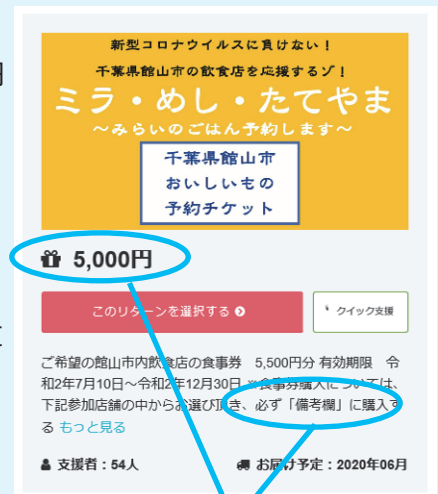 新型コロナウイルスに負けない！
千葉県館山市の飲食店を応援するゾ！
ミラ・めし・たてやま
～みらいのごはん予約します～
千葉県館山市
おいしいもの
予約チケット
5,000円
このリターンを選択する
クイック支援
ご希望の館山市内飲食店の食事券 5,500円分 有効期限 令
和2年7月10日～令和2年12月30日 ※食事券購入については、
下記参加店舗の中からお選び頂き、必ず「備考欄」に購入す
る もっと見る
支援者：54人
お届け予定：2020年06月